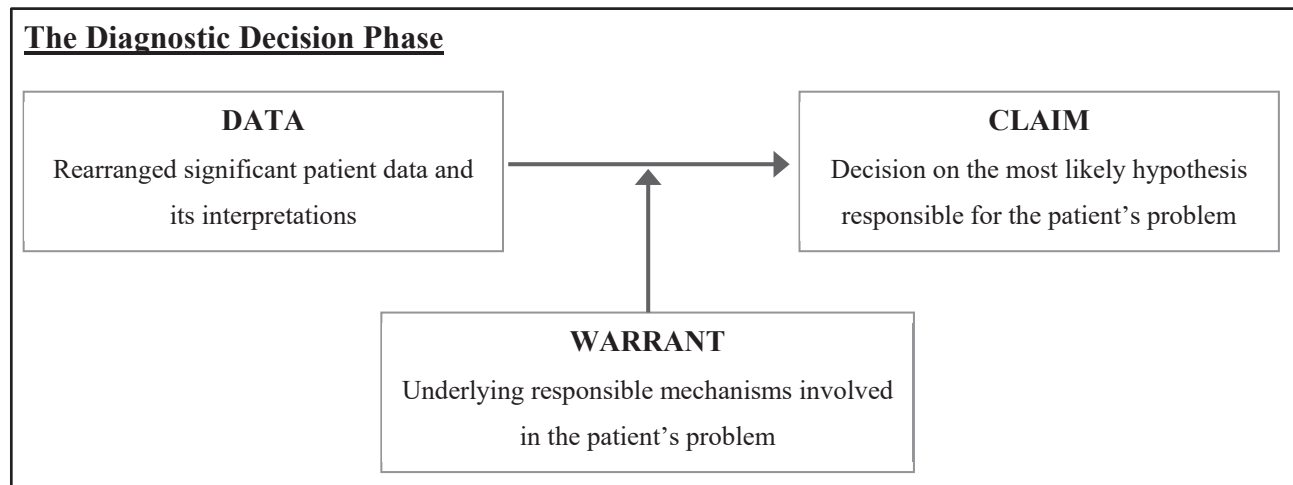 The Diagnostic Decision Phase
DATA
Rearranged significant patient data and
its interpretations
CLAIM
Decision on the most likely hypothesis
responsible for the patient’s problem
WARRANT
Underlying responsible mechanisms involved
in the patient’s problem